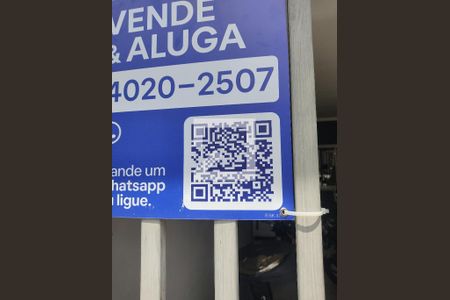 VENDE
& ALUGA
4020-2507
ande um
hatsapp
u ligue.